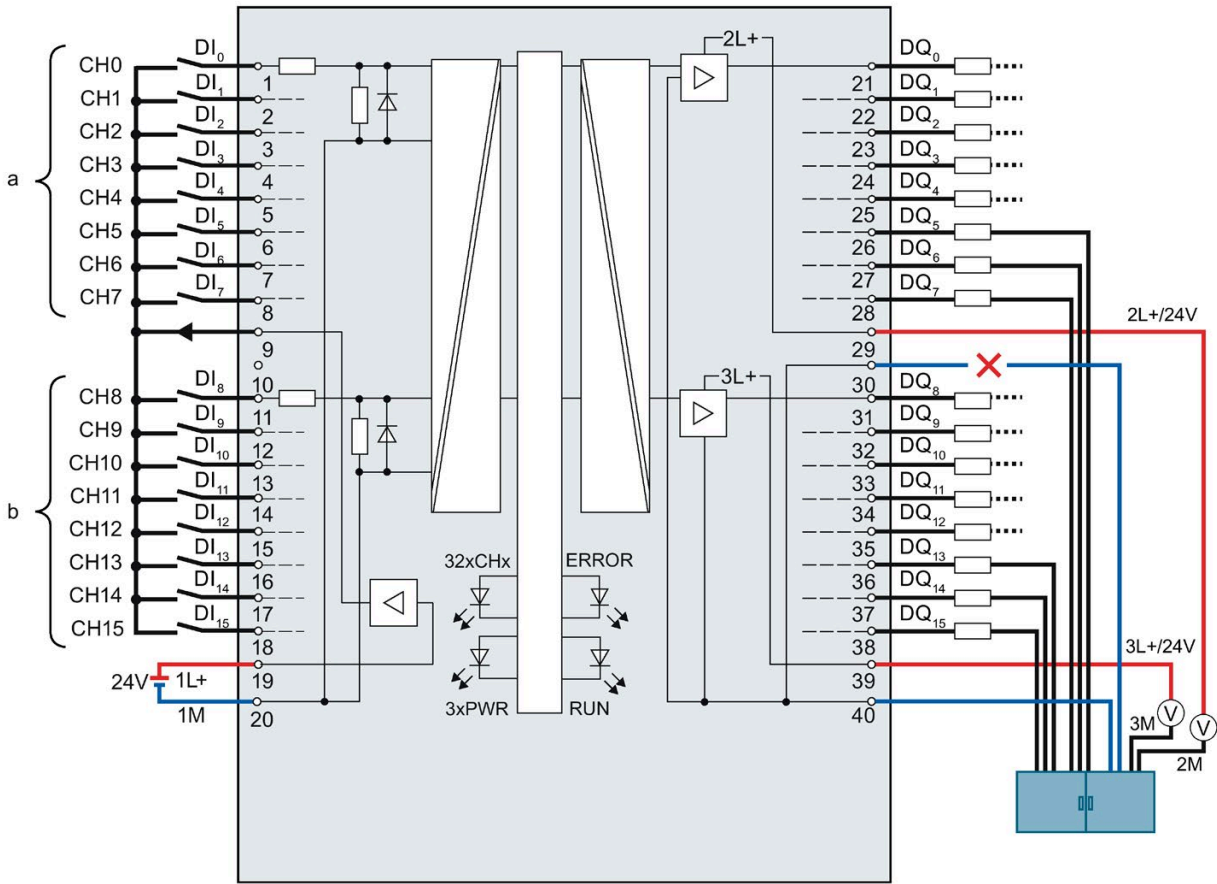 2L+
DI0
DQ0
CH0
1
21
DI1
DQ1
CH1
2
22
DI2
DQ2
CH2
3
23
DI3
DQ3
CH3
4
24
DI4
DQ4
a
CH4
5
25
DI5
DQ5
CH5
6
26
DI6
DQ6
CH6
7
27
DI7
DQ7
CH7
8
28
2L+/24V
9
29
3L+
DI8
DQ8
CH8
10
30
DI9
DQ9
CH9
11
31
DI10
DQ10
CH10
12
32
DI11
DQ11
CH11
13
33
b
DI12
DQ12
CH12
14
34
DI13
DQ13
CH13
15
35
32xCHx
ERROR
DI14
DQ14
CH14
16
36
DI15
DQ15
CH15
17
37
18
38
3L+/24V
24V
1L+
19
39
1M
20
3xPWR
RUN
40
3M
V
V
2M